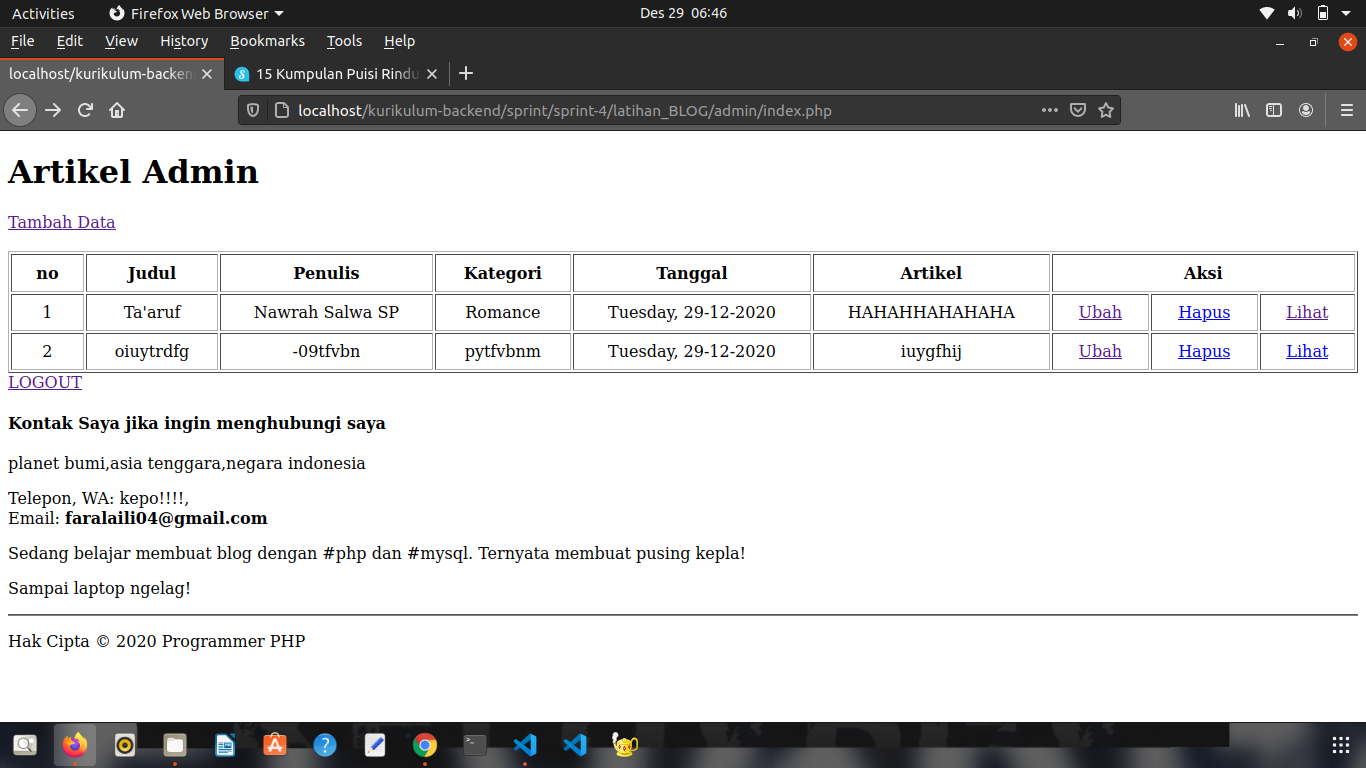 Activities Firefox Web Browser Des 29 06:46
File Edit View History Bookmarks Tools Help
localhost/kurikulum-backen 15 Kumpulan Puisi Rindu
localhost/kurikulum-backend/sprint/sprint-4/latihan_BLOG/admin/index.php
Artikel Admin
Tambah Data
no Judul Penulis Kategori Tanggal Artikel Aksi
1 Ta'aruf Nawrah Salwa SP Romance Tuesday, 29-12-2020 HAHAHHAHAHAHA Ubah Hapus Lihat
2 oiuytrdfg -09tfvbn pytfvbnm Tuesday, 29-12-2020 iuygfhij Ubah Hapus Lihat
LOGOUT
Kontak Saya jika ingin menghubungi saya
planet bumi,asia tenggara,negara indonesia
Telepon, WA: kepo!!!!,
Email: faralaili04@gmail.com
Sedang belajar membuat blog dengan #php dan #mysql. Ternyata membuat pusing kepla!
Sampai laptop ngelag!
Hak Cipta © 2020 Programmer PHP